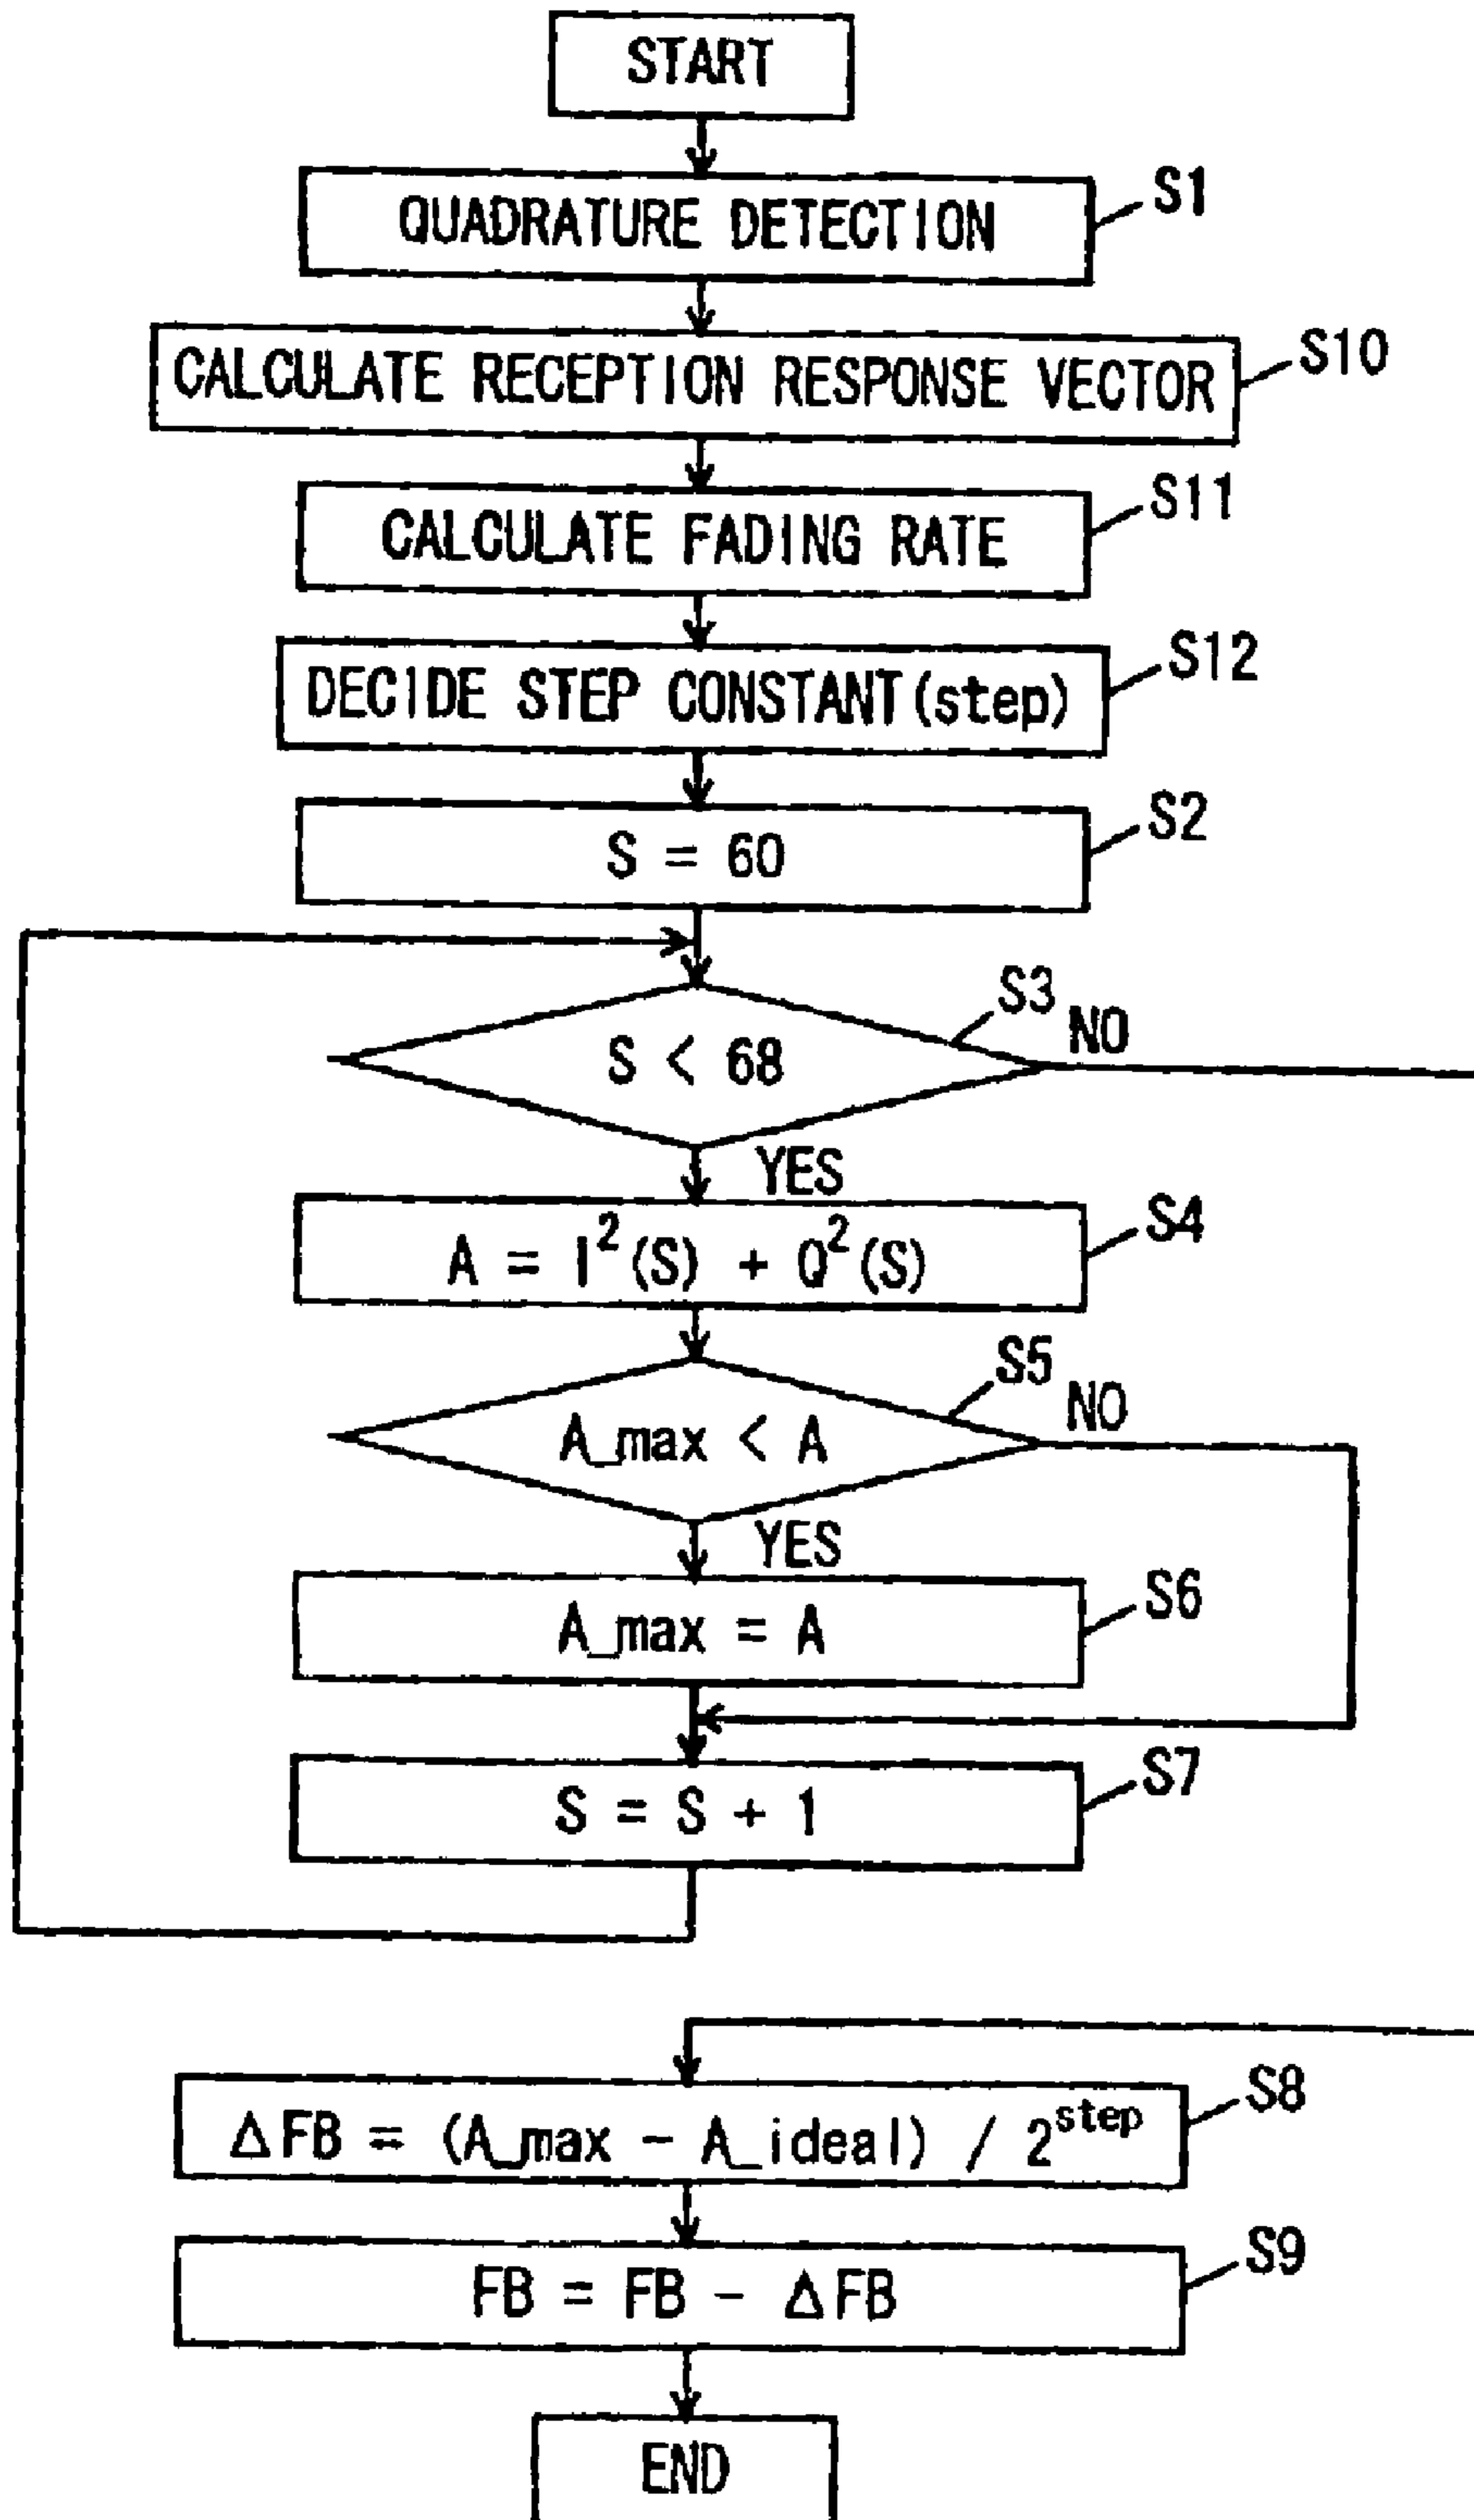 START
QUADRATURE DETECTION
S1
CALCULATE RECEPTION RESPONSE VECTOR
S10
CALCULATE FADING RATE
S11
DECIDE STEP CONSTANT(step)
S12
S = 60
S2
S < 68
S3
NO
YES
A = I²(S) + Q²(S)
S4
A_max < A
S5
NO
YES
A_max = A
S6
S = S + 1
S7
ΔFB = (A_max - A_ideal) / 2^step
S8
FB = FB - ΔFB
S9
END